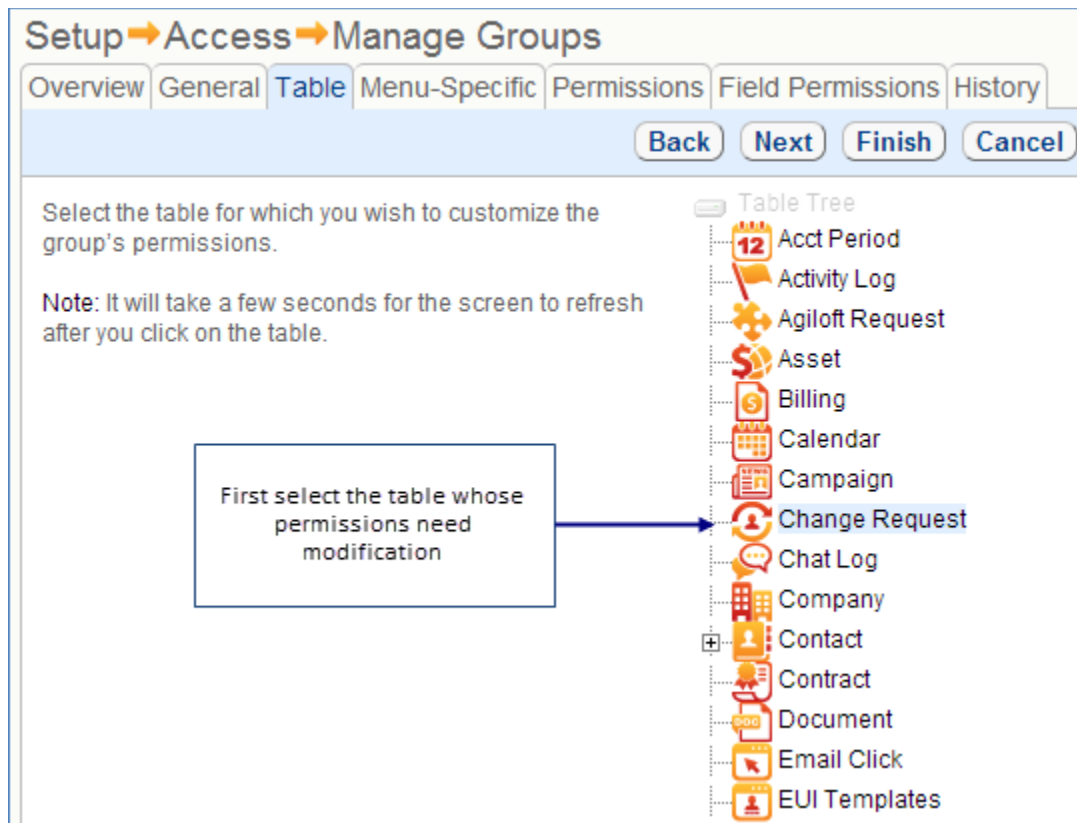 Setup Access Manage Groups
Overview General Table Menu-Specific Permissions Field Permissions History
Back Next Finish Cancel
Select the table for which you wish to customize the
group's permissions.
Note: It will take a few seconds for the screen to refresh
after you click on the table.
First select the table whose
permissions need
modification
Table Tree
12 Acct Period
Activity Log
Agiloft Request
$ Asset
$ Billing
Calendar
NEWS Campaign
Change Request
Chat Log
Company
Contact
Contract
DOC Document
Email Click
EUI Templates